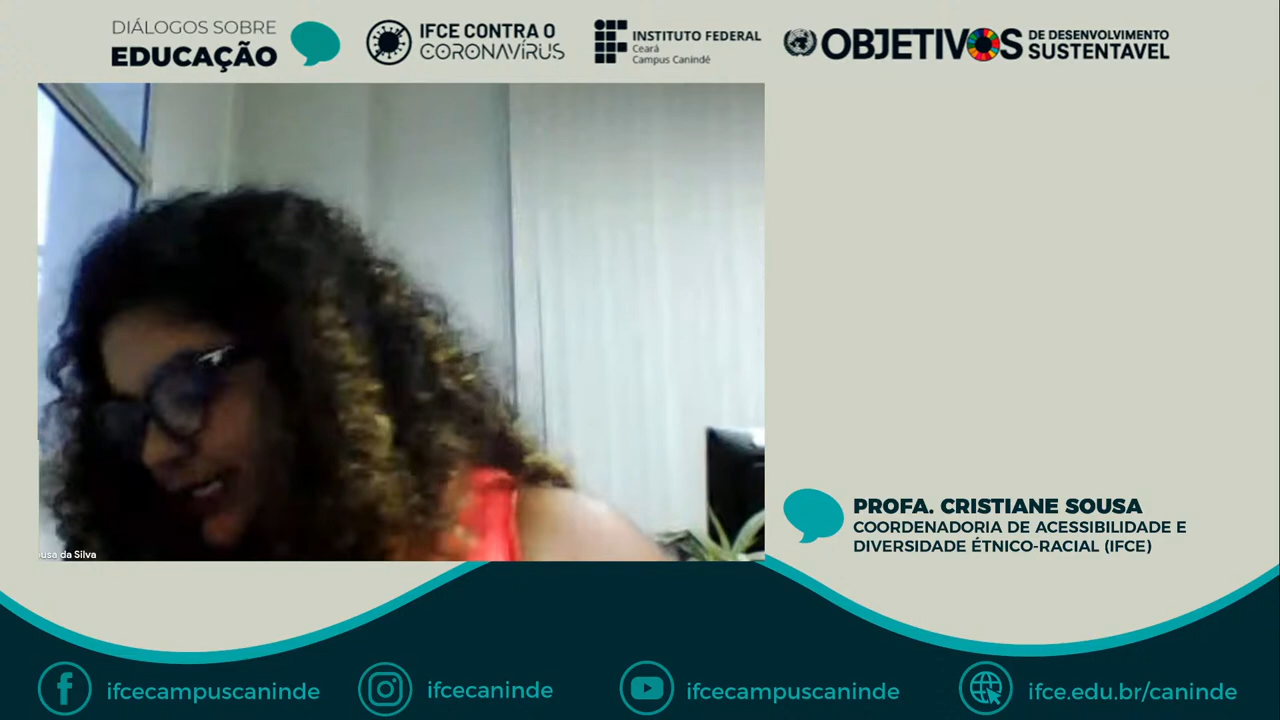 DIÁLOGOS SOBRE
EDUCAÇÃO
IFCE CONTRA O
CORONAVÍRUS
INSTITUTO FEDERAL
Ceará
Campus Canindé
OBJETIVOS
DE DESENVOLVIMENTO
SUSTENTAVEL
ousa da Silva
PROFA. CRISTIANE SOUSA
COORDENADORIA DE ACESSIBILIDADE E
DIVERSIDADE ÉTNICO-RACIAL (IFCE)
ifcecampuscaninde
ifcecaninde
ifcecampuscaninde
ifce.edu.br/caninde